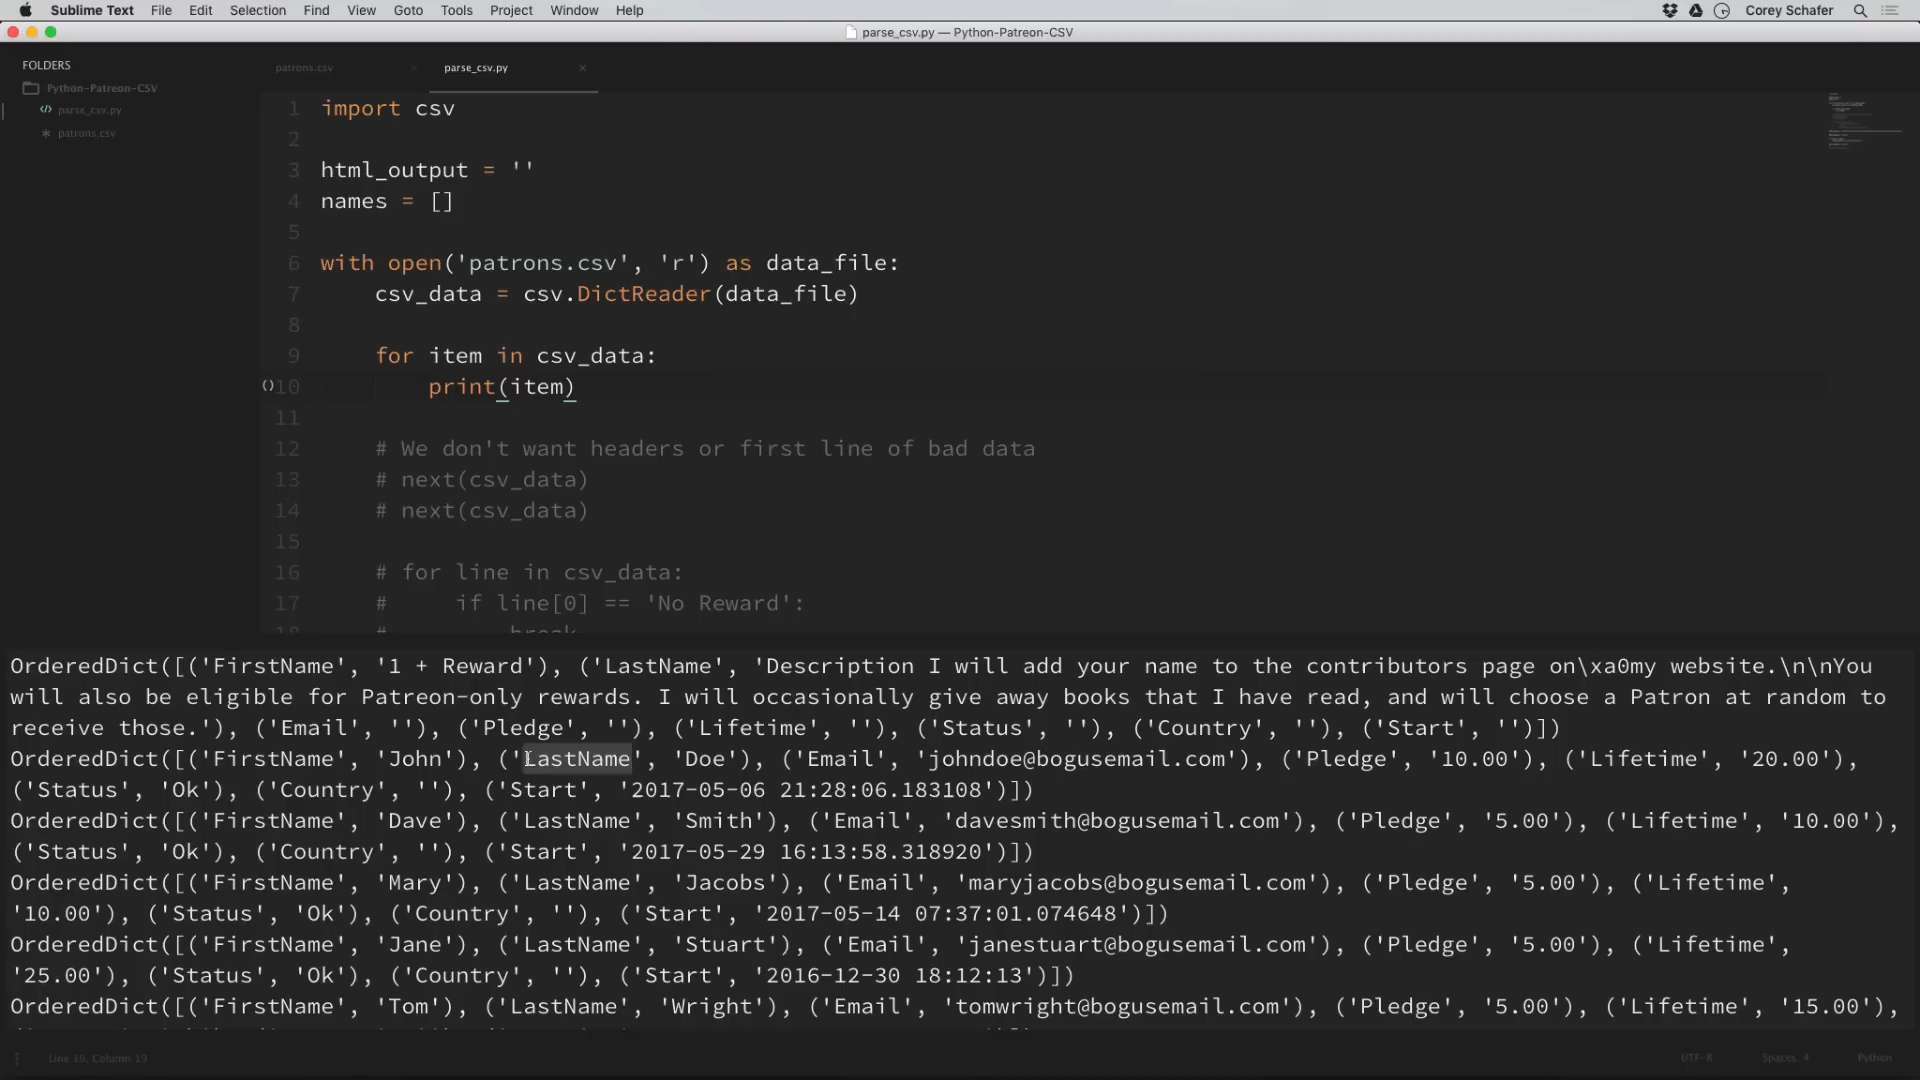 Sublime Text File Edit Selection Find View Goto Tools Project Window Help Corey Schafer
parse_csv.py — Python-Patreon-CSV
FOLDERS
Python-Patreon-CSV
parse_csv.py
patrons.csv
patrons.csv parse_csv.py
1 import csv
2
3 html_output = ''
4 names = []
5
6 with open('patrons.csv', 'r') as data_file:
7 csv_data = csv.DictReader(data_file)
8
9 for item in csv_data:
10 print(item)
11
12 # We don't want headers or first line of bad data
13 # next(csv_data)
14 # next(csv_data)
15
16 # for line in csv_data:
17 # if line[0] == 'No Reward':
18 # break
OrderedDict([('FirstName', '1 + Reward'), ('LastName', 'Description I will add your name to the contributors page on\xa0my website.\n\nYou
will also be eligible for Patreon-only rewards. I will occasionally give away books that I have read, and will choose a Patron at random to
receive those.'), ('Email', ''), ('Pledge', ''), ('Lifetime', ''), ('Status', ''), ('Country', ''), ('Start', '')])
OrderedDict([('FirstName', 'John'), ('LastName', 'Doe'), ('Email', 'johndoe@bogusemail.com'), ('Pledge', '10.00'), ('Lifetime', '20.00'),
('Status', 'Ok'), ('Country', ''), ('Start', '2017-05-06 21:28:06.183108')])
OrderedDict([('FirstName', 'Dave'), ('LastName', 'Smith'), ('Email', 'davesmith@bogusemail.com'), ('Pledge', '5.00'), ('Lifetime', '10.00'),
('Status', 'Ok'), ('Country', ''), ('Start', '2017-05-29 16:13:58.318920')])
OrderedDict([('FirstName', 'Mary'), ('LastName', 'Jacobs'), ('Email', 'maryjacobs@bogusemail.com'), ('Pledge', '5.00'), ('Lifetime',
'10.00'), ('Status', 'Ok'), ('Country', ''), ('Start', '2017-05-14 07:37:01.074648')])
OrderedDict([('FirstName', 'Jane'), ('LastName', 'Stuart'), ('Email', 'janestuart@bogusemail.com'), ('Pledge', '5.00'), ('Lifetime',
'25.00'), ('Status', 'Ok'), ('Country', ''), ('Start', '2016-12-30 18:12:13')])
OrderedDict([('FirstName', 'Tom'), ('LastName', 'Wright'), ('Email', 'tomwright@bogusemail.com'), ('Pledge', '5.00'), ('Lifetime', '15.00'),
Line 10, Column 19 UTF-8 Spaces: 4 Python